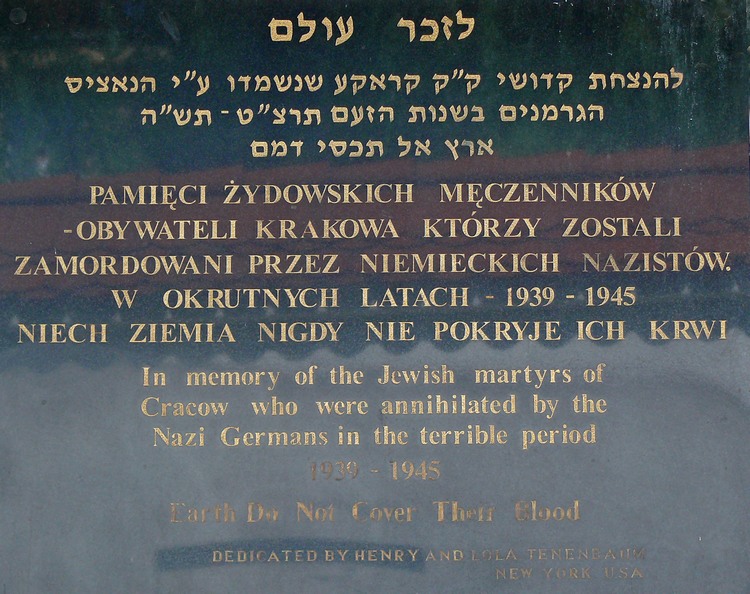 לזכר עולם
להנצחת קדושי ק״ק קראקע שנשמדו ע״י הנאציס
הגרמנים בשנות הזעם תרצ״ט - תש״ה
ארץ אל תכסי דמם
PAMIĘCI ŻYDOWSKICH MĘCZENNIKÓW
-OBYWATELI KRAKOWA KTÓRZY ZOSTALI
ZAMORDOWANI PRZEZ NIEMIECKICH NAZISTÓW.
W OKRUTNYCH LATACH - 1939 - 1945
NIECH ZIEMIA NIGDY NIE POKRYJE ICH KRWI
In memory of the Jewish martyrs of
Cracow who were annihilated by the
Nazi Germans in the terrible period
1939 - 1945
Earth Do Not Cover Their Blood
DEDICATED BY HENRY AND LOLA TENENBAUM
NEW YORK U.S.A.